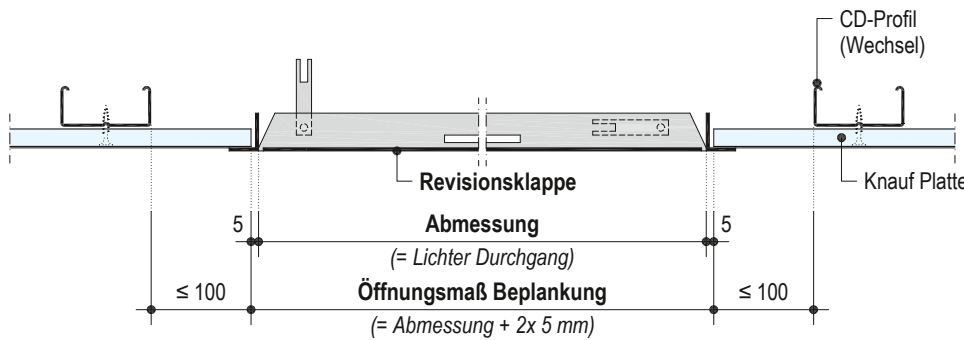 CD-Profil
(Wechsel)
Revisionsklappe
Knauf Platte
5
Abmessung
5
(= Lichter Durchgang)
≤ 100
Öffnungsmaß Beplankung
≤ 100
(= Abmessung + 2x 5 mm)